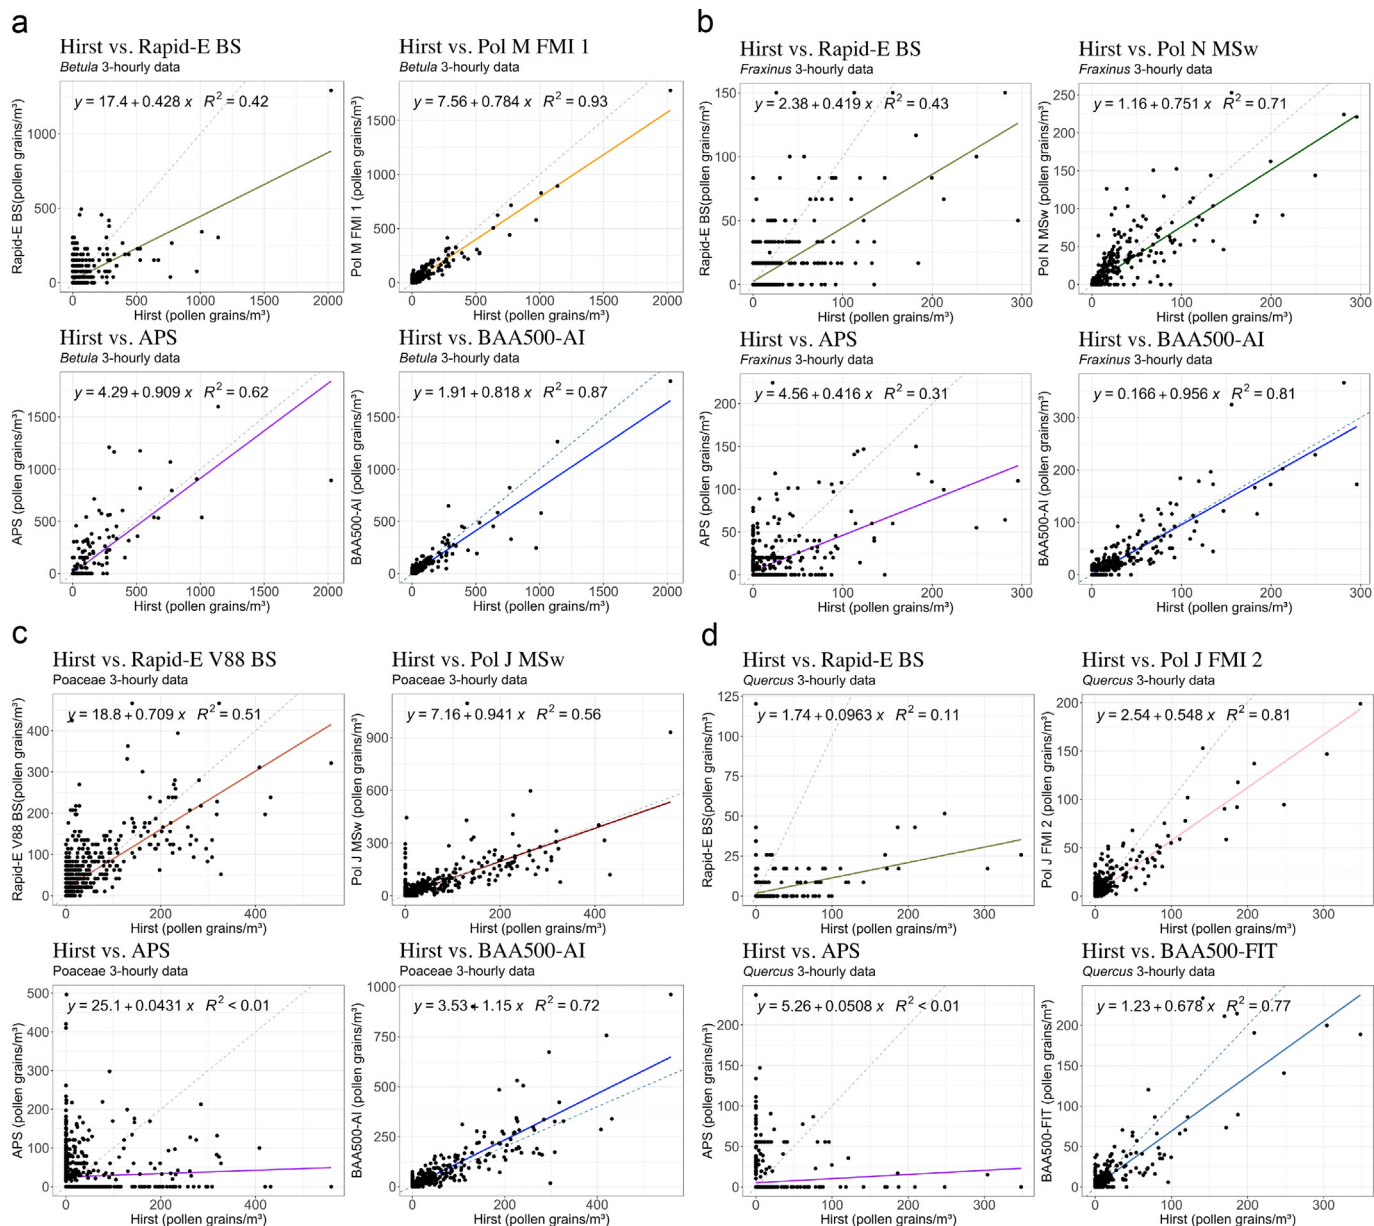 a
Hirst vs. Rapid-E BS
Betula 3-hourly data
y = 17.4 + 0.428 x R² = 0.42
Rapid-E BS(pollen grains/m³)
1000
500
0
0 500 1000 1500 2000
Hirst (pollen grains/m³)
Hirst vs. Pol M FMI 1
Betula 3-hourly data
y = 7.56 + 0.784 x R² = 0.93
Pol M FMI 1 (pollen grains/m³)
1500
1000
500
0
0 500 1000 1500 2000
Hirst (pollen grains/m³)
Hirst vs. APS
Betula 3-hourly data
y = 4.29 + 0.909 x R² = 0.62
APS (pollen grains/m³)
1500
1000
500
0
0 500 1000 1500 2000
Hirst (pollen grains/m³)
Hirst vs. BAA500-AI
Betula 3-hourly data
y = 1.91 + 0.818 x R² = 0.87
BAA500-AI (pollen grains/m³)
1500
1000
500
0
0 500 1000 1500 2000
Hirst (pollen grains/m³)
b
Hirst vs. Rapid-E BS
Fraxinus 3-hourly data
y = 2.38 + 0.419 x R² = 0.43
Rapid-E BS(pollen grains/m³)
150
100
50
0
0 100 200 300
Hirst (pollen grains/m³)
Hirst vs. Pol N MSw
Fraxinus 3-hourly data
y = 1.16 + 0.751 x R² = 0.71
Pol N MSw (pollen grains/m³)
250
200
150
100
50
0
0 100 200 300
Hirst (pollen grains/m³)
Hirst vs. APS
Fraxinus 3-hourly data
y = 4.56 + 0.416 x R² = 0.31
APS (pollen grains/m³)
200
150
100
50
0
0 100 200 300
Hirst (pollen grains/m³)
Hirst vs. BAA500-AI
Fraxinus 3-hourly data
y = 0.166 + 0.956 x R² = 0.81
BAA500-AI (pollen grains/m³)
300
200
100
0
0 100 200 300
Hirst (pollen grains/m³)
c
Hirst vs. Rapid-E V88 BS
Poaceae 3-hourly data
y = 18.8 + 0.709 x R² = 0.51
Rapid-E V88 BS(pollen grains/m³)
400
300
200
100
0
0 200 400
Hirst (pollen grains/m³)
Hirst vs. Pol J MSw
Poaceae 3-hourly data
y = 7.16 + 0.941 x R² = 0.56
Pol J MSw (pollen grains/m³)
900
600
300
0
0 200 400
Hirst (pollen grains/m³)
Hirst vs. APS
Poaceae 3-hourly data
y = 25.1 + 0.0431 x R² < 0.01
APS (pollen grains/m³)
500
400
300
200
100
0
0 200 400
Hirst (pollen grains/m³)
Hirst vs. BAA500-AI
Poaceae 3-hourly data
y = 3.53 + 1.15 x R² = 0.72
BAA500-AI (pollen grains/m³)
1000
750
500
250
0
0 200 400
Hirst (pollen grains/m³)
d
Hirst vs. Rapid-E BS
Quercus 3-hourly data
y = 1.74 + 0.0963 x R² = 0.11
Rapid-E BS(pollen grains/m³)
125
100
75
50
25
0
0 100 200 300
Hirst (pollen grains/m³)
Hirst vs. Pol J FMI 2
Quercus 3-hourly data
y = 2.54 + 0.548 x R² = 0.81
Pol J FMI 2 (pollen grains/m³)
200
150
100
50
0
0 100 200 300
Hirst (pollen grains/m³)
Hirst vs. APS
Quercus 3-hourly data
y = 5.26 + 0.0508 x R² < 0.01
APS (pollen grains/m³)
200
150
100
50
0
0 100 200 300
Hirst (pollen grains/m³)
Hirst vs. BAA500-FIT
Quercus 3-hourly data
y = 1.23 + 0.678 x R² = 0.77
BAA500-FIT (pollen grains/m³)
200
150
100
50
0
0 100 200 300
Hirst (pollen grains/m³)